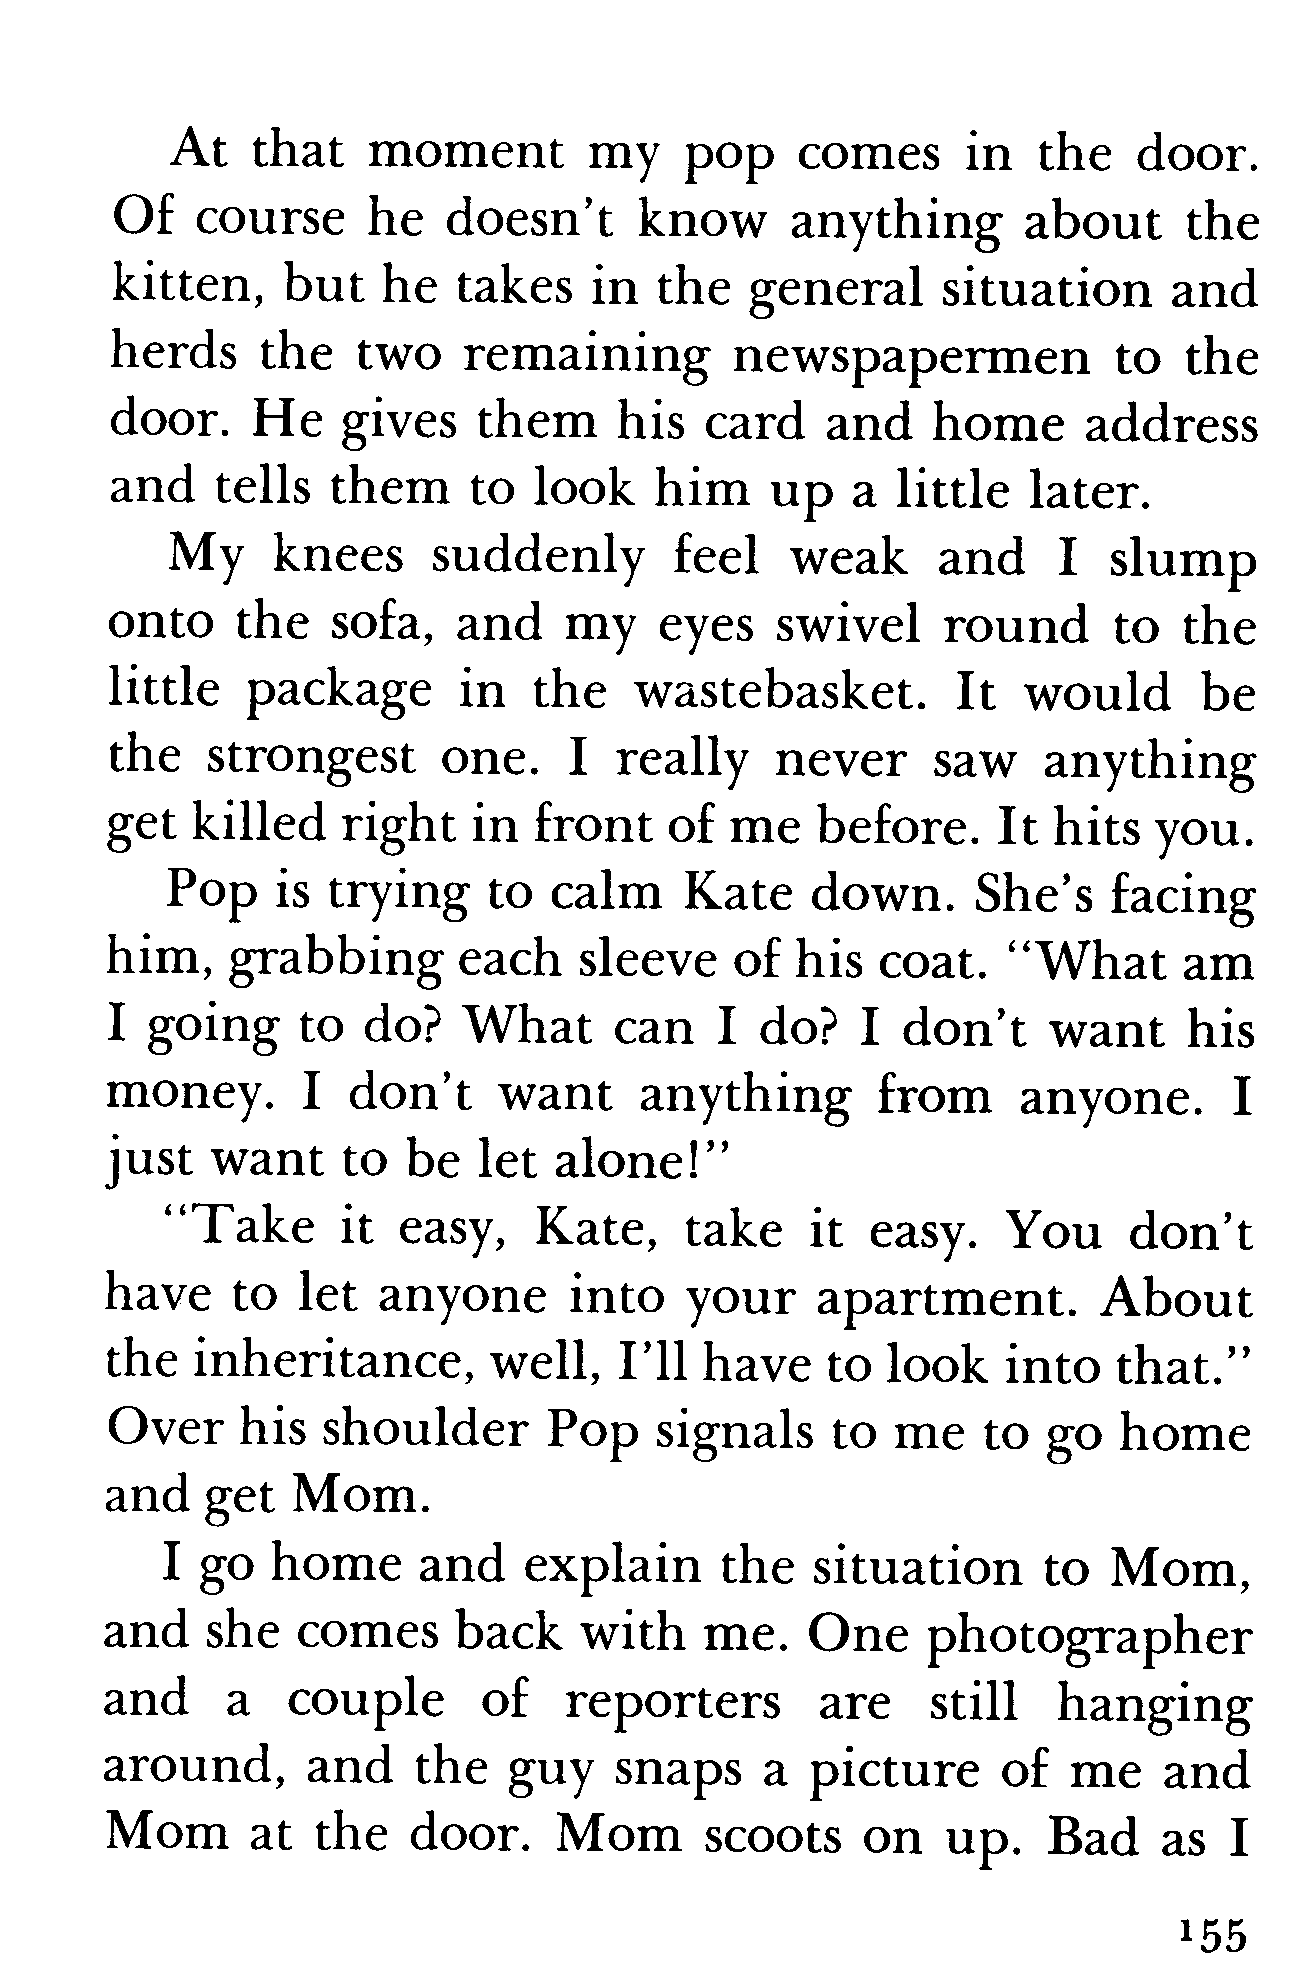 At that moment my pop comes in the door.
Of course he doesn't know anything about the
kitten, but he takes in the general situation and
herds the two remaining newspapermen to the
door. He gives them his card and home address
and tells them to look him up a little later.
My knees suddenly feel weak and I slump
onto the sofa, and my eyes swivel round to the
little package in the wastebasket. It would be
the strongest one. I really never saw anything
get killed right in front of me before. It hits you.
Pop is trying to calm Kate down. She's facing
him, grabbing each sleeve of his coat. "What am
I going to do? What can I do? I don't want his
money. I don't want anything from anyone. I
just want to be let alone!"
"Take it easy, Kate, take it easy. You don't
have to let anyone into your apartment. About
the inheritance, well, I'll have to look into that."
Over his shoulder Pop signals to me to go home
and get Mom.
I go home and explain the situation to Mom,
and she comes back with me. One photographer
and a couple of reporters are still hanging
around, and the guy snaps a picture of me and
Mom at the door. Mom scoots on up. Bad as I
155